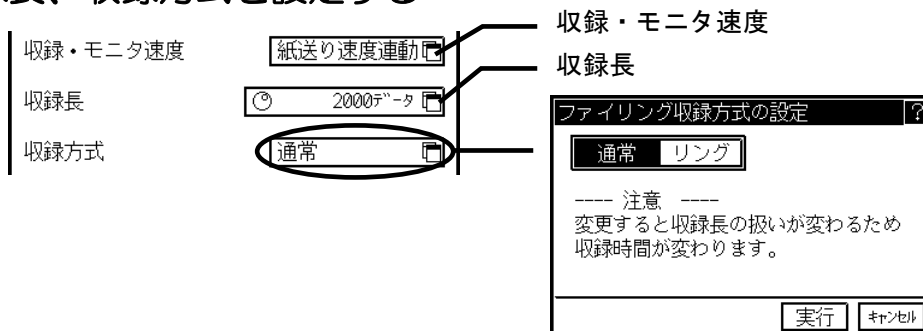 収録方式を設定する
収録・モニタ速度 紙送り速度連動
収録長 2000ﾃﾞｰﾀ
収録方式 通常
収録・モニタ速度
収録長
ファイリング収録方式の設定 ?
通常 リング
---- 注意 ----
変更すると収録長の扱いが変わるため
収録時間が変わります。
実行 ｷｬﾝｾﾙ